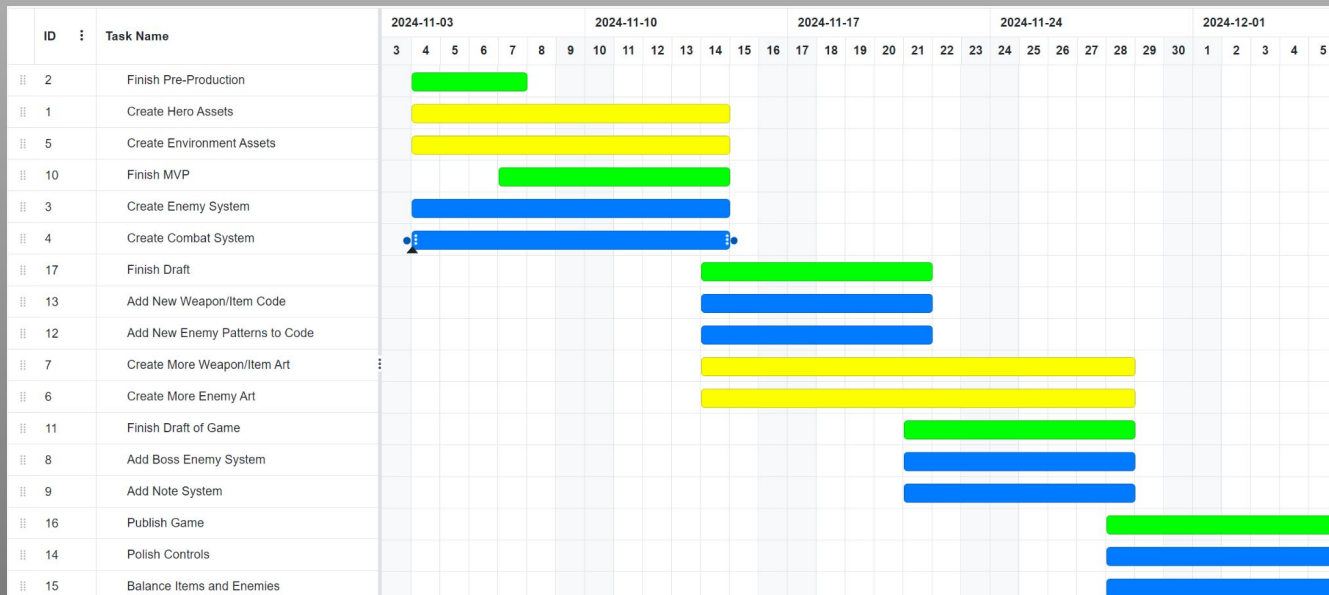 ID Task Name 2024-11-03 2024-11-10 2024-11-17 2024-11-24 2024-12-01
3 4 5 6 7 8 9 10 11 12 13 14 15 16 17 18 19 20 21 22 23 24 25 26 27 28 29 30 1 2 3 4 5
2 Finish Pre-Production
1 Create Hero Assets
5 Create Environment Assets
10 Finish MVP
3 Create Enemy System
4 Create Combat System
17 Finish Draft
13 Add New Weapon/Item Code
12 Add New Enemy Patterns to Code
7 Create More Weapon/Item Art
6 Create More Enemy Art
11 Finish Draft of Game
8 Add Boss Enemy System
9 Add Note System
16 Publish Game
14 Polish Controls
15 Balance Items and Enemies